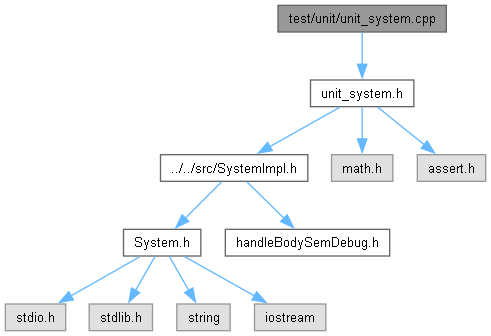 test/unit/unit_system.cpp
unit_system.h
../../src/SystemImpl.h
math.h
assert.h
System.h
handleBodySemDebug.h
stdio.h
stdlib.h
string
iostream